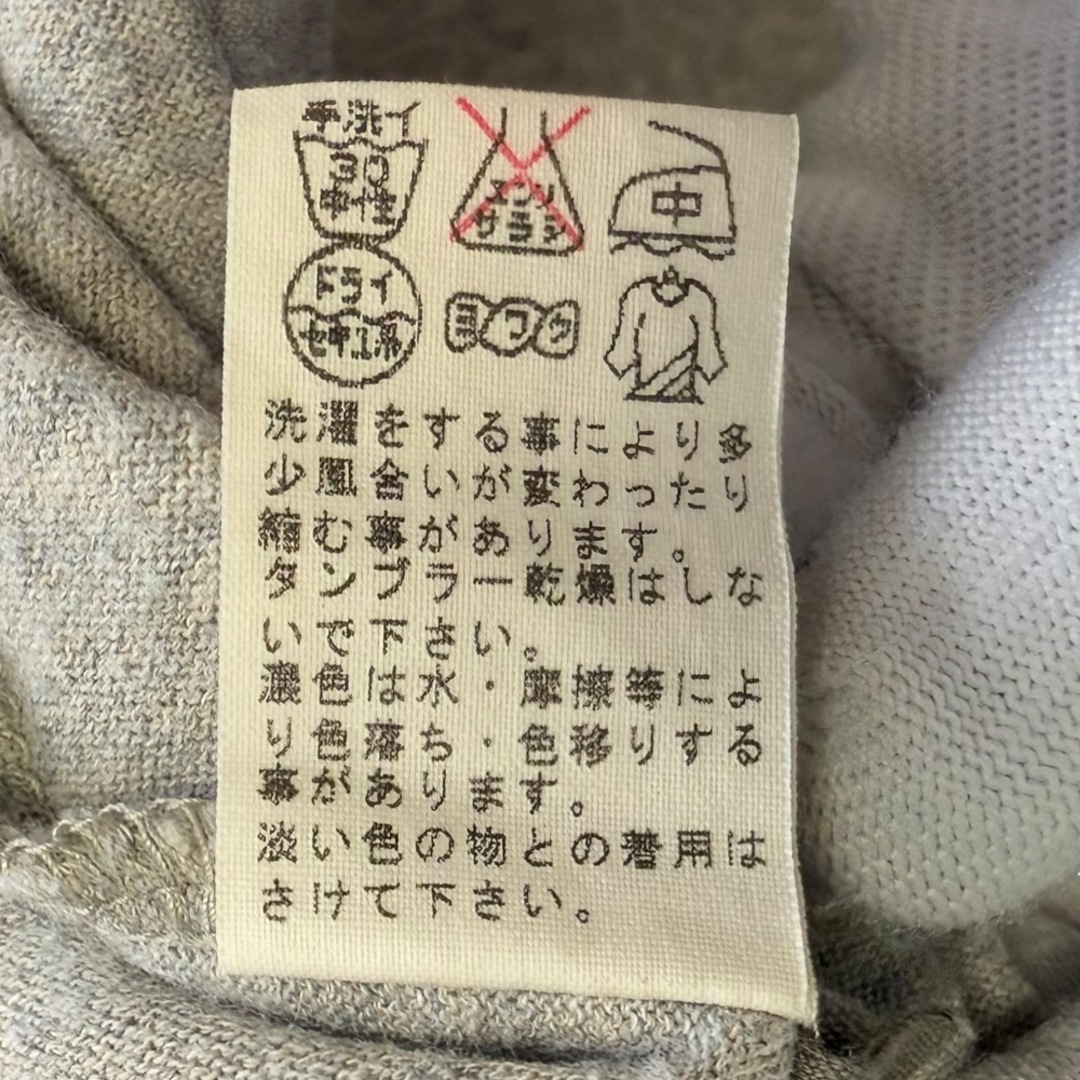 手洗イ
30
中性
エンソ
サラシ
中
ドライ
セキユ系
ヨワク
洗濯をする事により多
少風合いが変わったり
縮む事があります。
タンブラー乾燥はしな
いで下さい。
濃色は水・摩擦等によ
り色落ち・色移りする
事があります。
淡い色の物との着用は
さけて下さい。